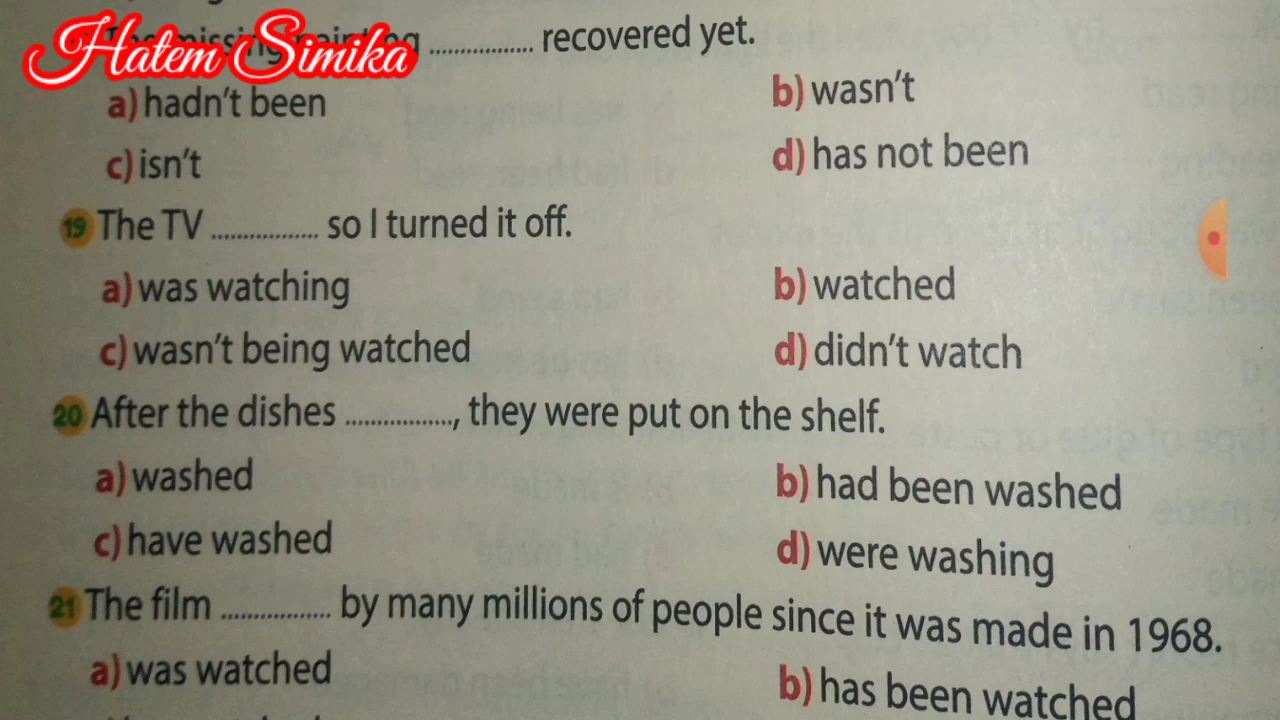 Hatem Simika
The missing painting ................ recovered yet.
a) hadn't been
b) wasn't
c) isn't
d) has not been
19 The TV ................ so I turned it off.
a) was watching
b) watched
c) wasn't being watched
d) didn't watch
20 After the dishes ................, they were put on the shelf.
a) washed
b) had been washed
c) have washed
d) were washing
21 The film ................ by many millions of people since it was made in 1968.
a) was watched
b) has been watched